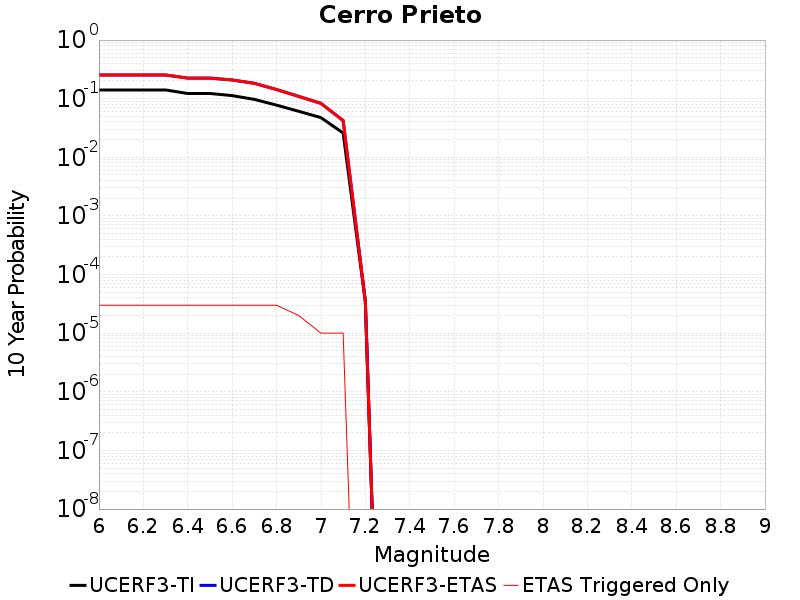 Cerro Prieto
10^0
10^-1
10^-2
10^-3
10^-4
10^-5
10^-6
10^-7
10^-8
10 Year Probability
6 6.2 6.4 6.6 6.8 7 7.2 7.4 7.6 7.8 8 8.2 8.4 8.6 8.8 9
Magnitude
UCERF3-TI UCERF3-TD UCERF3-ETAS ETAS Triggered Only